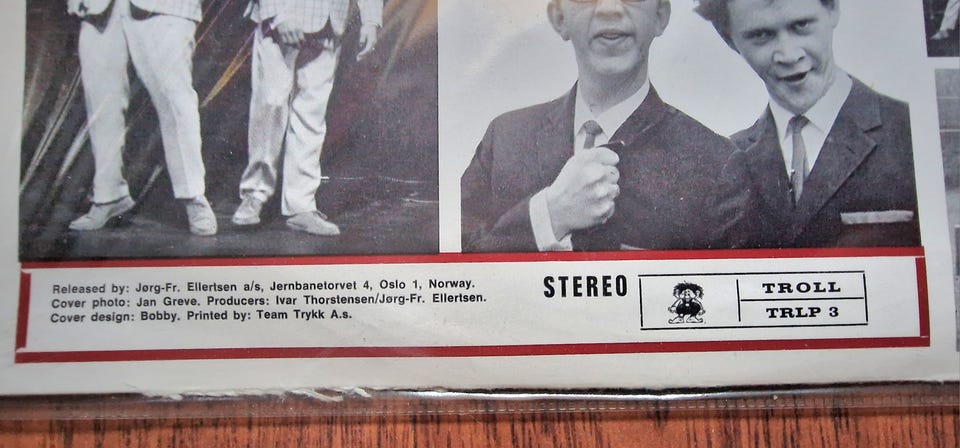 Released by: Jørg-Fr. Ellertsen a/s, Jernbanetorvet 4, Oslo 1, Norway.
Cover photo: Jan Greve. Producers: Ivar Thorstensen/Jørg-Fr. Ellertsen.
Cover design: Bobby. Printed by: Team Trykk A.s.
STEREO
TROLL
TRLP 3